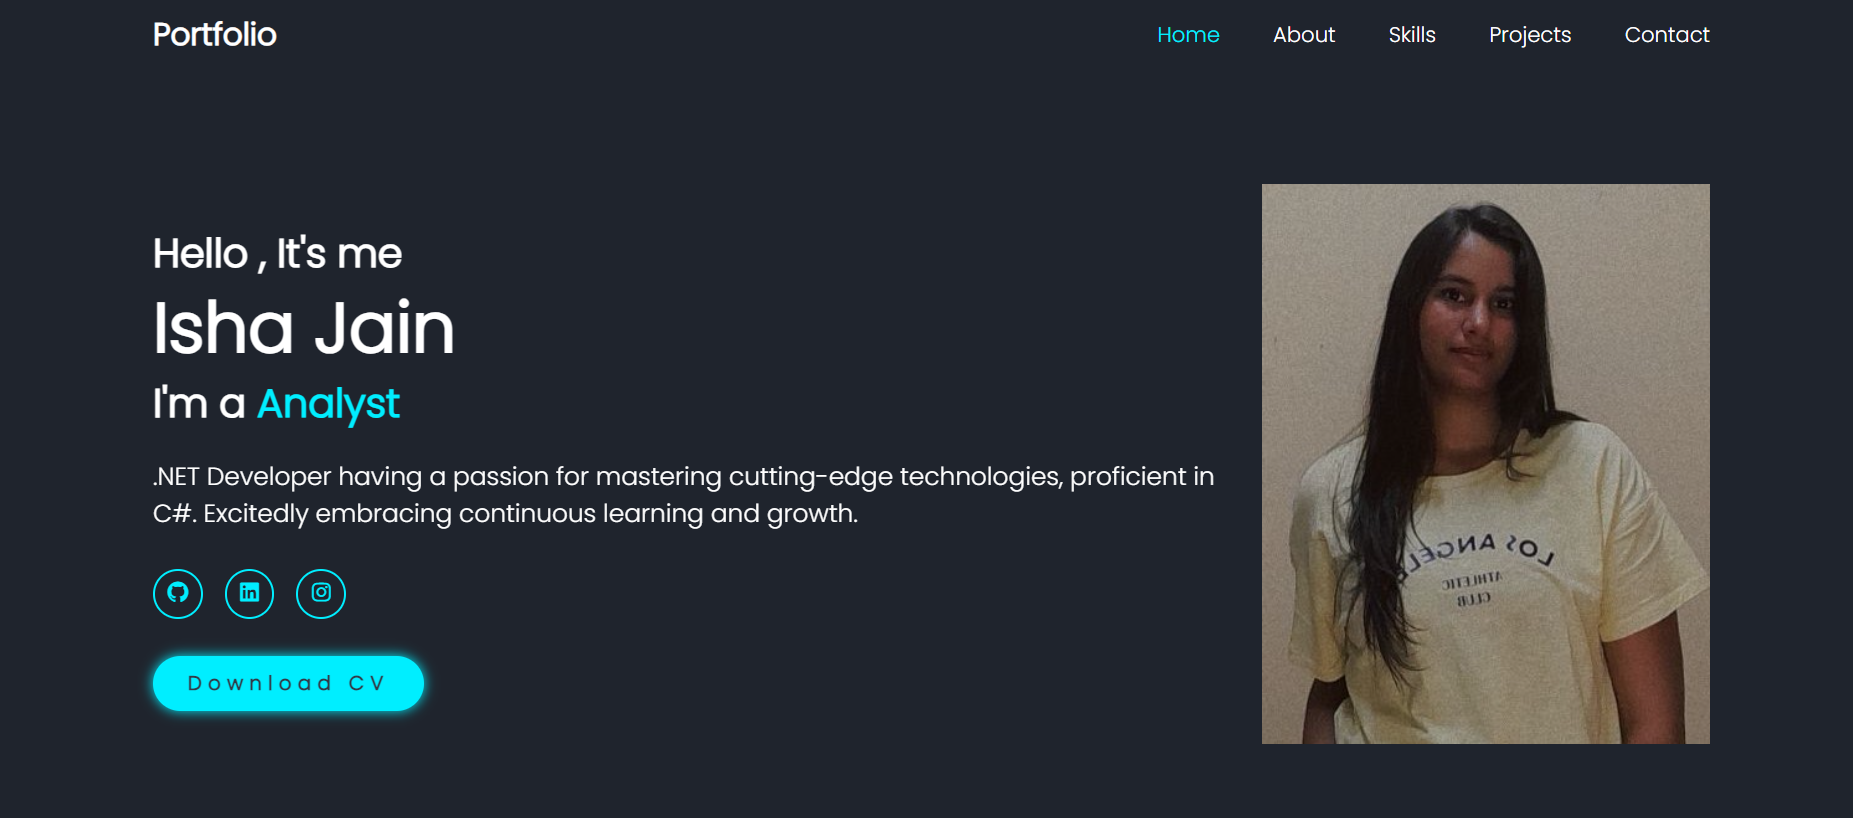 Portfolio
Home About Skills Projects Contact
Hello , It's me
Isha Jain
I'm a Analyst
.NET Developer having a passion for mastering cutting-edge technologies, proficient in
C#. Excitedly embracing continuous learning and growth.
Download CV
LOS ANGELE
ATHLETIC
CLUB